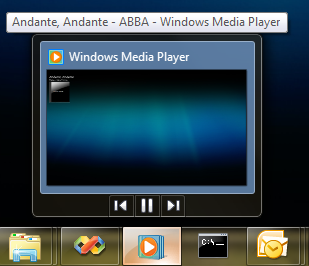 Andante, Andante - ABBA - Windows Media Player
Windows Media Player
C:\